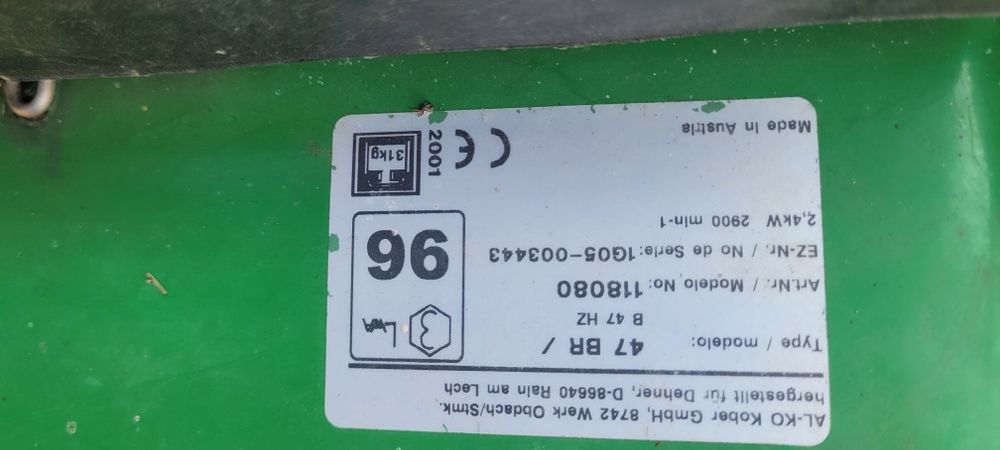 AL-KO Kober GmbH, 8742 Werk Obdach/Stmk.
hergestellt für Dehner, D-86640 Rain am Lech
Type / modelo: 47 BR /
B 47 HZ
Art.Nr. / Modelo No: 118080
EZ-Nr. / No de Serie: 1G05-003443
2,4kW 2900 min-1
Made in Austria
LWA
96
CE
2001
31kg